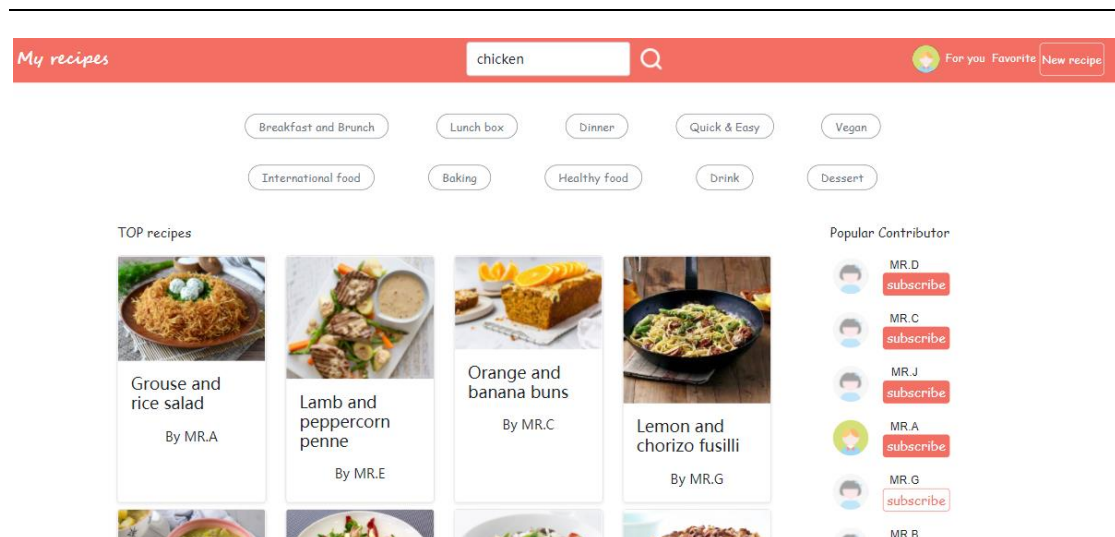 My recipes
chicken
For you Favorite New recipe
Breakfast and Brunch
Lunch box
Dinner
Quick & Easy
Vegan
International food
Baking
Healthy food
Drink
Dessert
TOP recipes
Grouse and
rice salad
By MR.A
Lamb and
peppercorn
penne
By MR.E
Orange and
banana buns
By MR.C
Lemon and
chorizo fusilli
By MR.G
Popular Contributor
MR.D
subscribe
MR.C
subscribe
MR.J
subscribe
MR.A
subscribe
MR.G
subscribe
MR.B